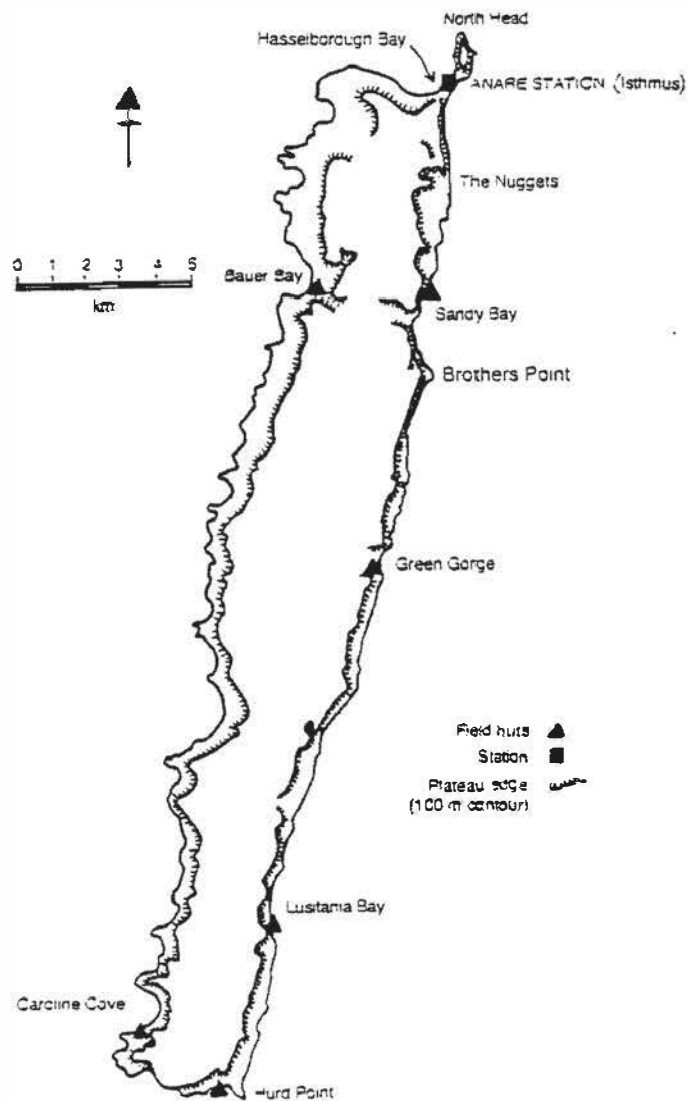 North Head
Hasselborough Bay
ANARE STATION (Isthmus)
The Nuggets
0 1 2 3 4 5
km
Bauer Bay
Sandy Bay
Brothers Point
Green Gorge
Field huts
Station
Plateau edge
(100 m contour)
Lusitania Bay
Caroline Cove
Hurd Point